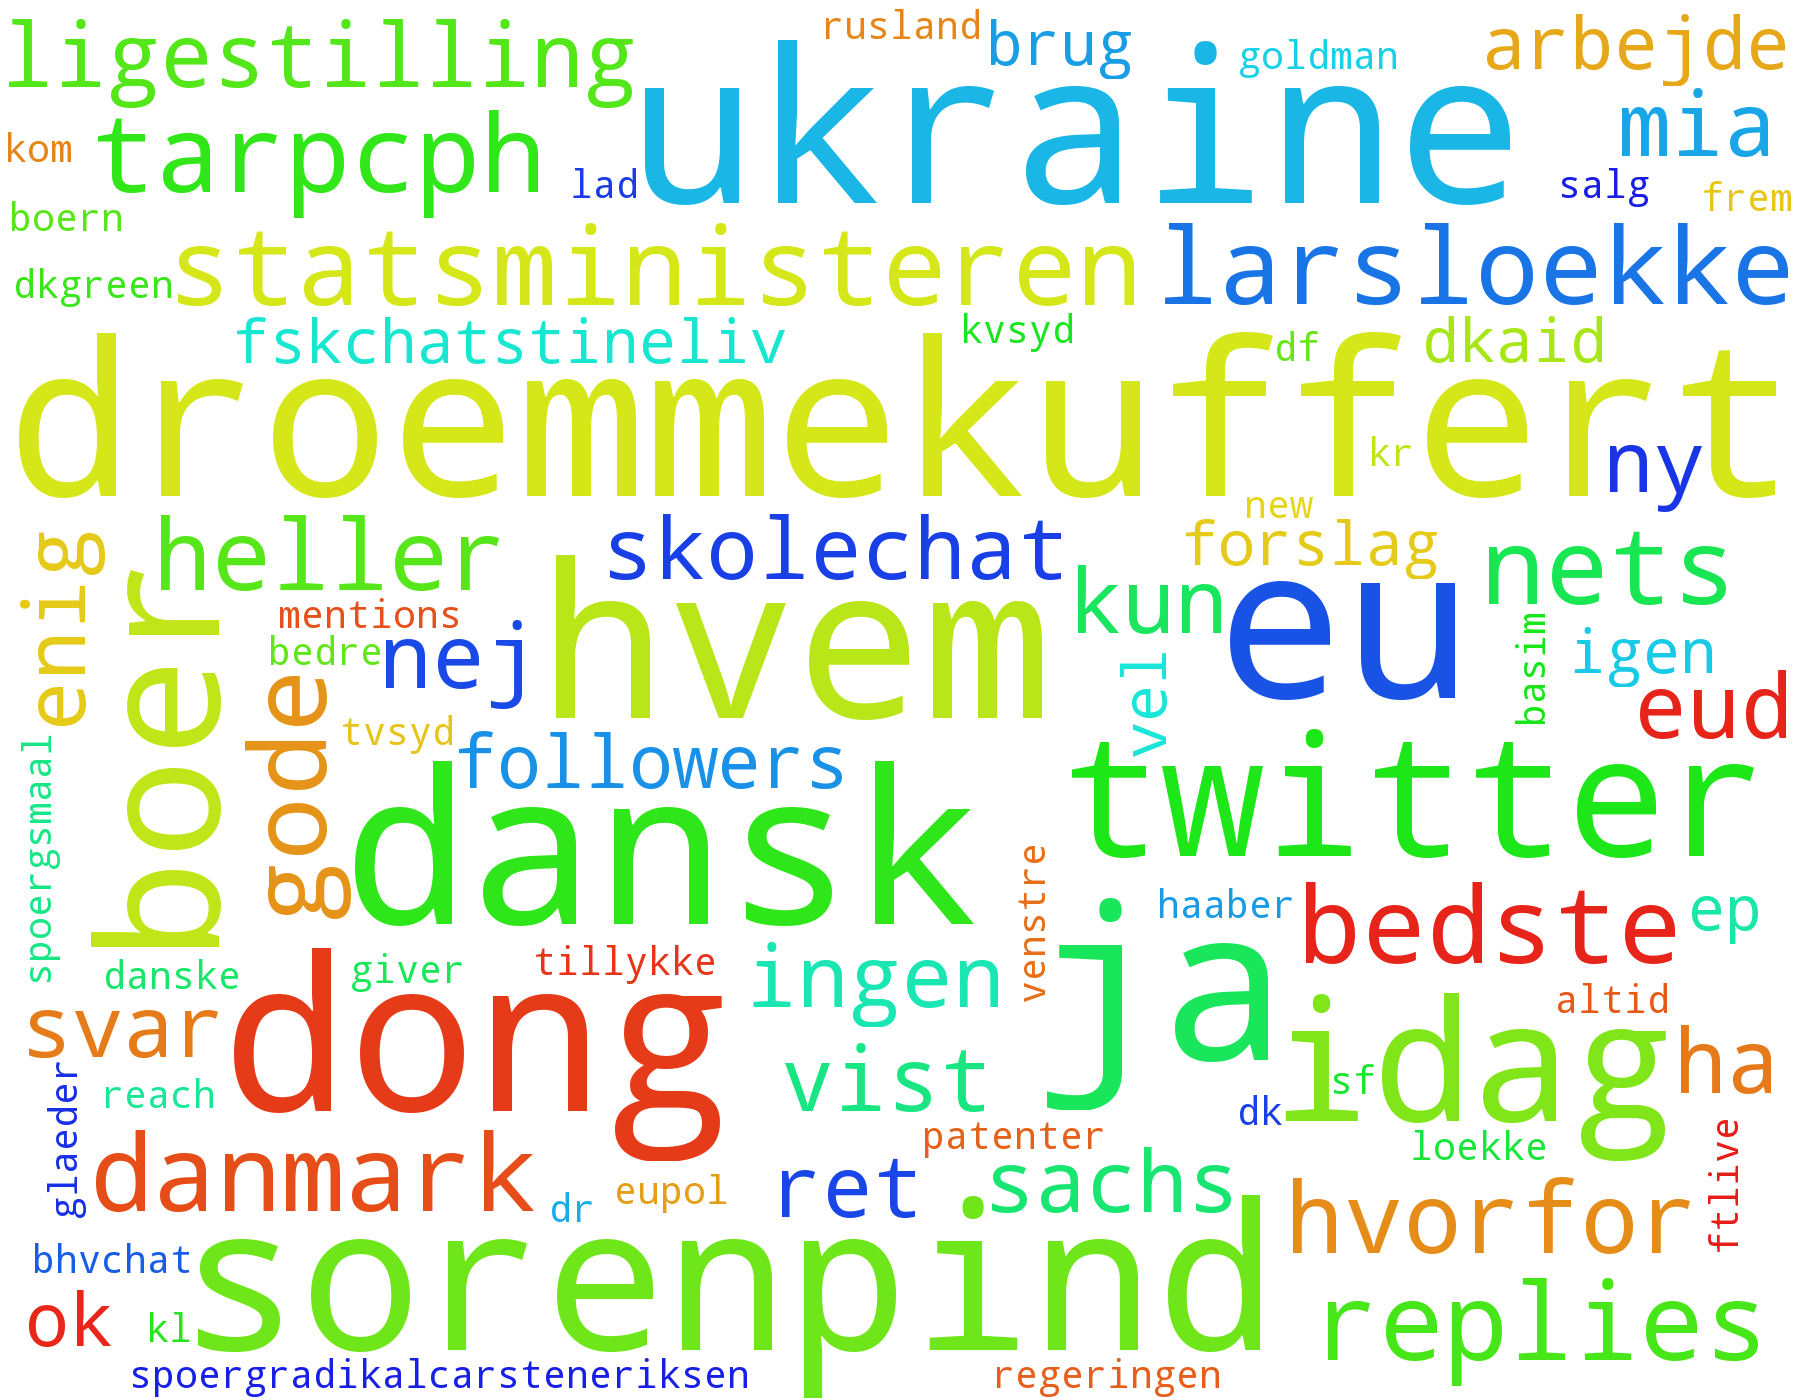 rusland
brug
goldman
arbejde
ligestilling
ukraine
mia
kom
tarpcph
lad
salg
frem
boern
statsministeren
larsloekke
dkgreen
fskchatstineliv
kvsyd
df
dkaid
droemmekuffert
kr
ny
new
enig
heller
skolechat
forslag
nets
boer
mentions
hvem
kun
eu
basim
igen
bedre
nej
vel
eud
gode
tvsyd
followers
twitter
spoergsmaal
dansk
venstre
haaber
bedste
ep
danske
giver
tillykke
ingen
ja
altid
svar
dong
idag
ha
reach
vist
sf
dk
glaeder
danmark
patenter
loekke
ftlive
dr
eupol
ret
sachs
hvorfor
bhvchat
sorenpind
ok
kl
replies
spoergradikalcarsteneriksen
regeringen